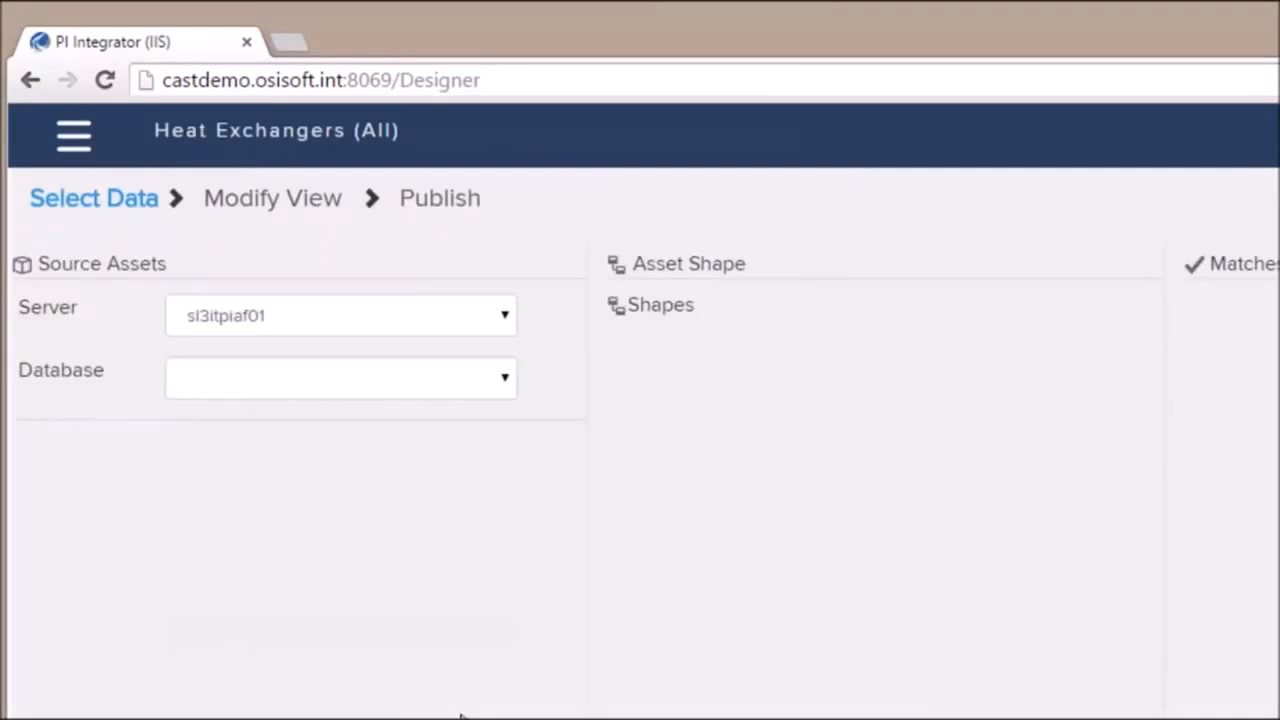 PI Integrator (IIS)
castdemo.osisoft.int:8069/Designer
Heat Exchangers (All)
Select Data Modify View Publish
Source Assets
Server sl3itpiaf01
Database
Asset Shape
Shapes
Matches